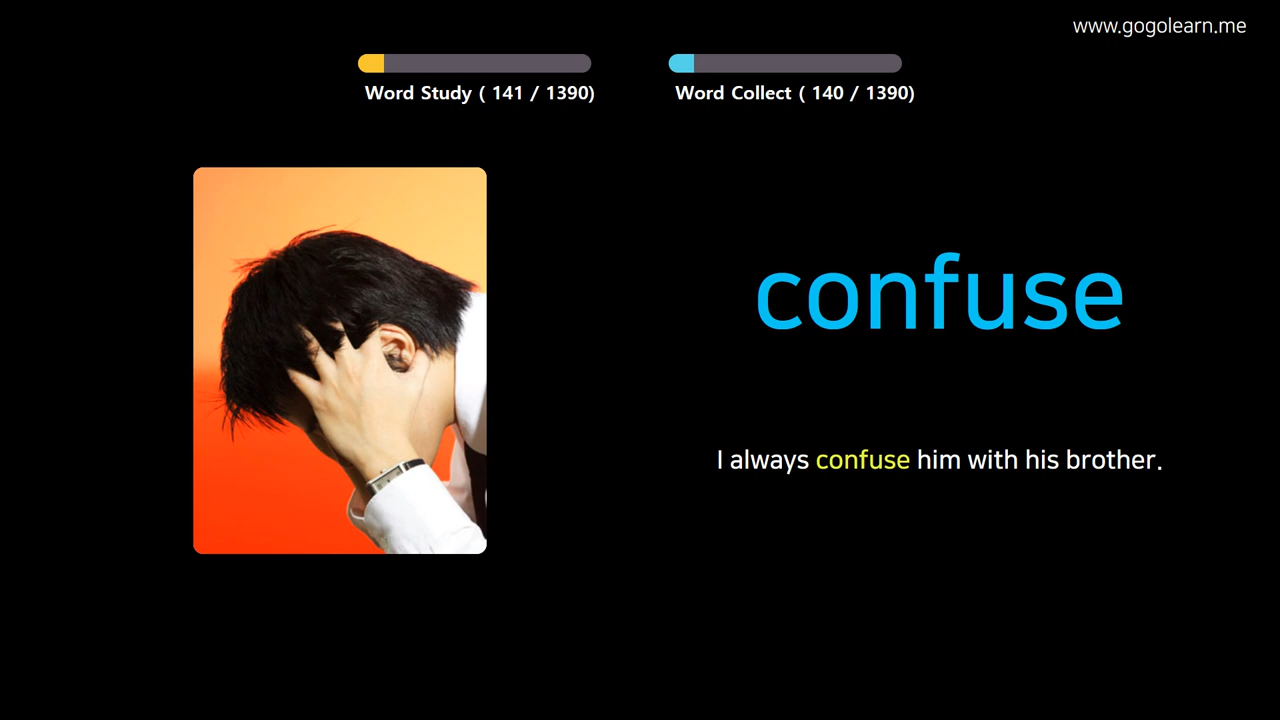 www.gogolearn.me
Word Study ( 141 / 1390)
Word Collect ( 140 / 1390)
confuse
I always confuse him with his brother.